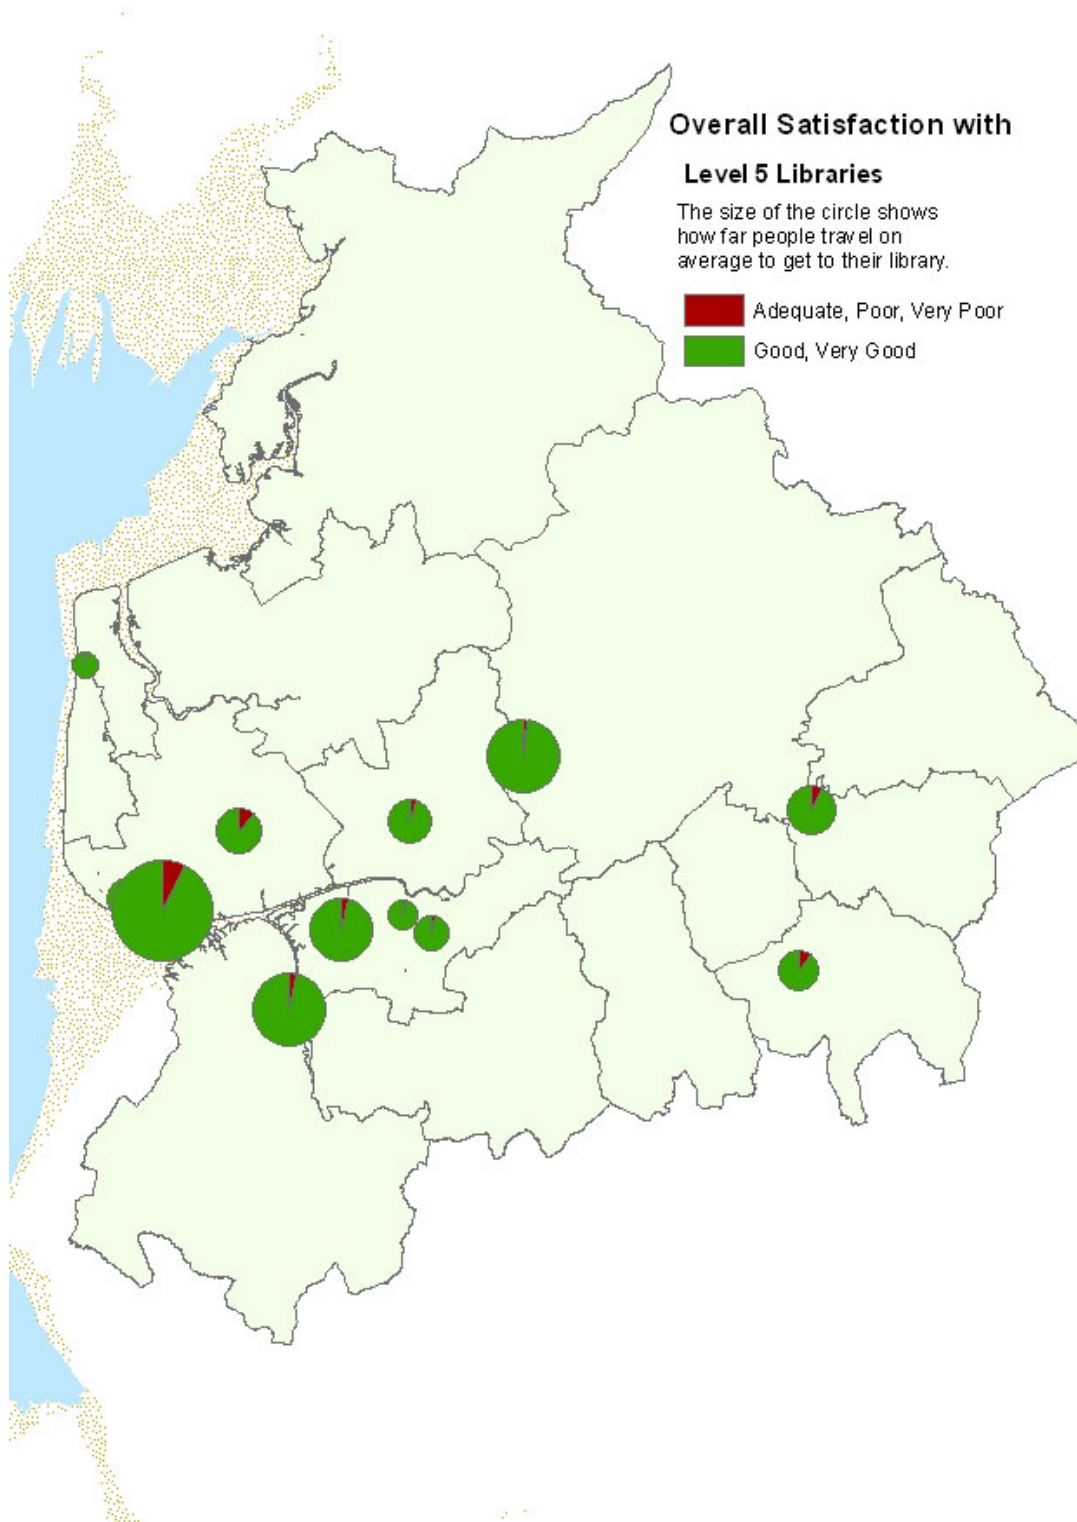 Overall Satisfaction with
Level 5 Libraries
The size of the circle shows
how far people travel on
average to get to their library.
Adequate, Poor, Very Poor
Good, Very Good